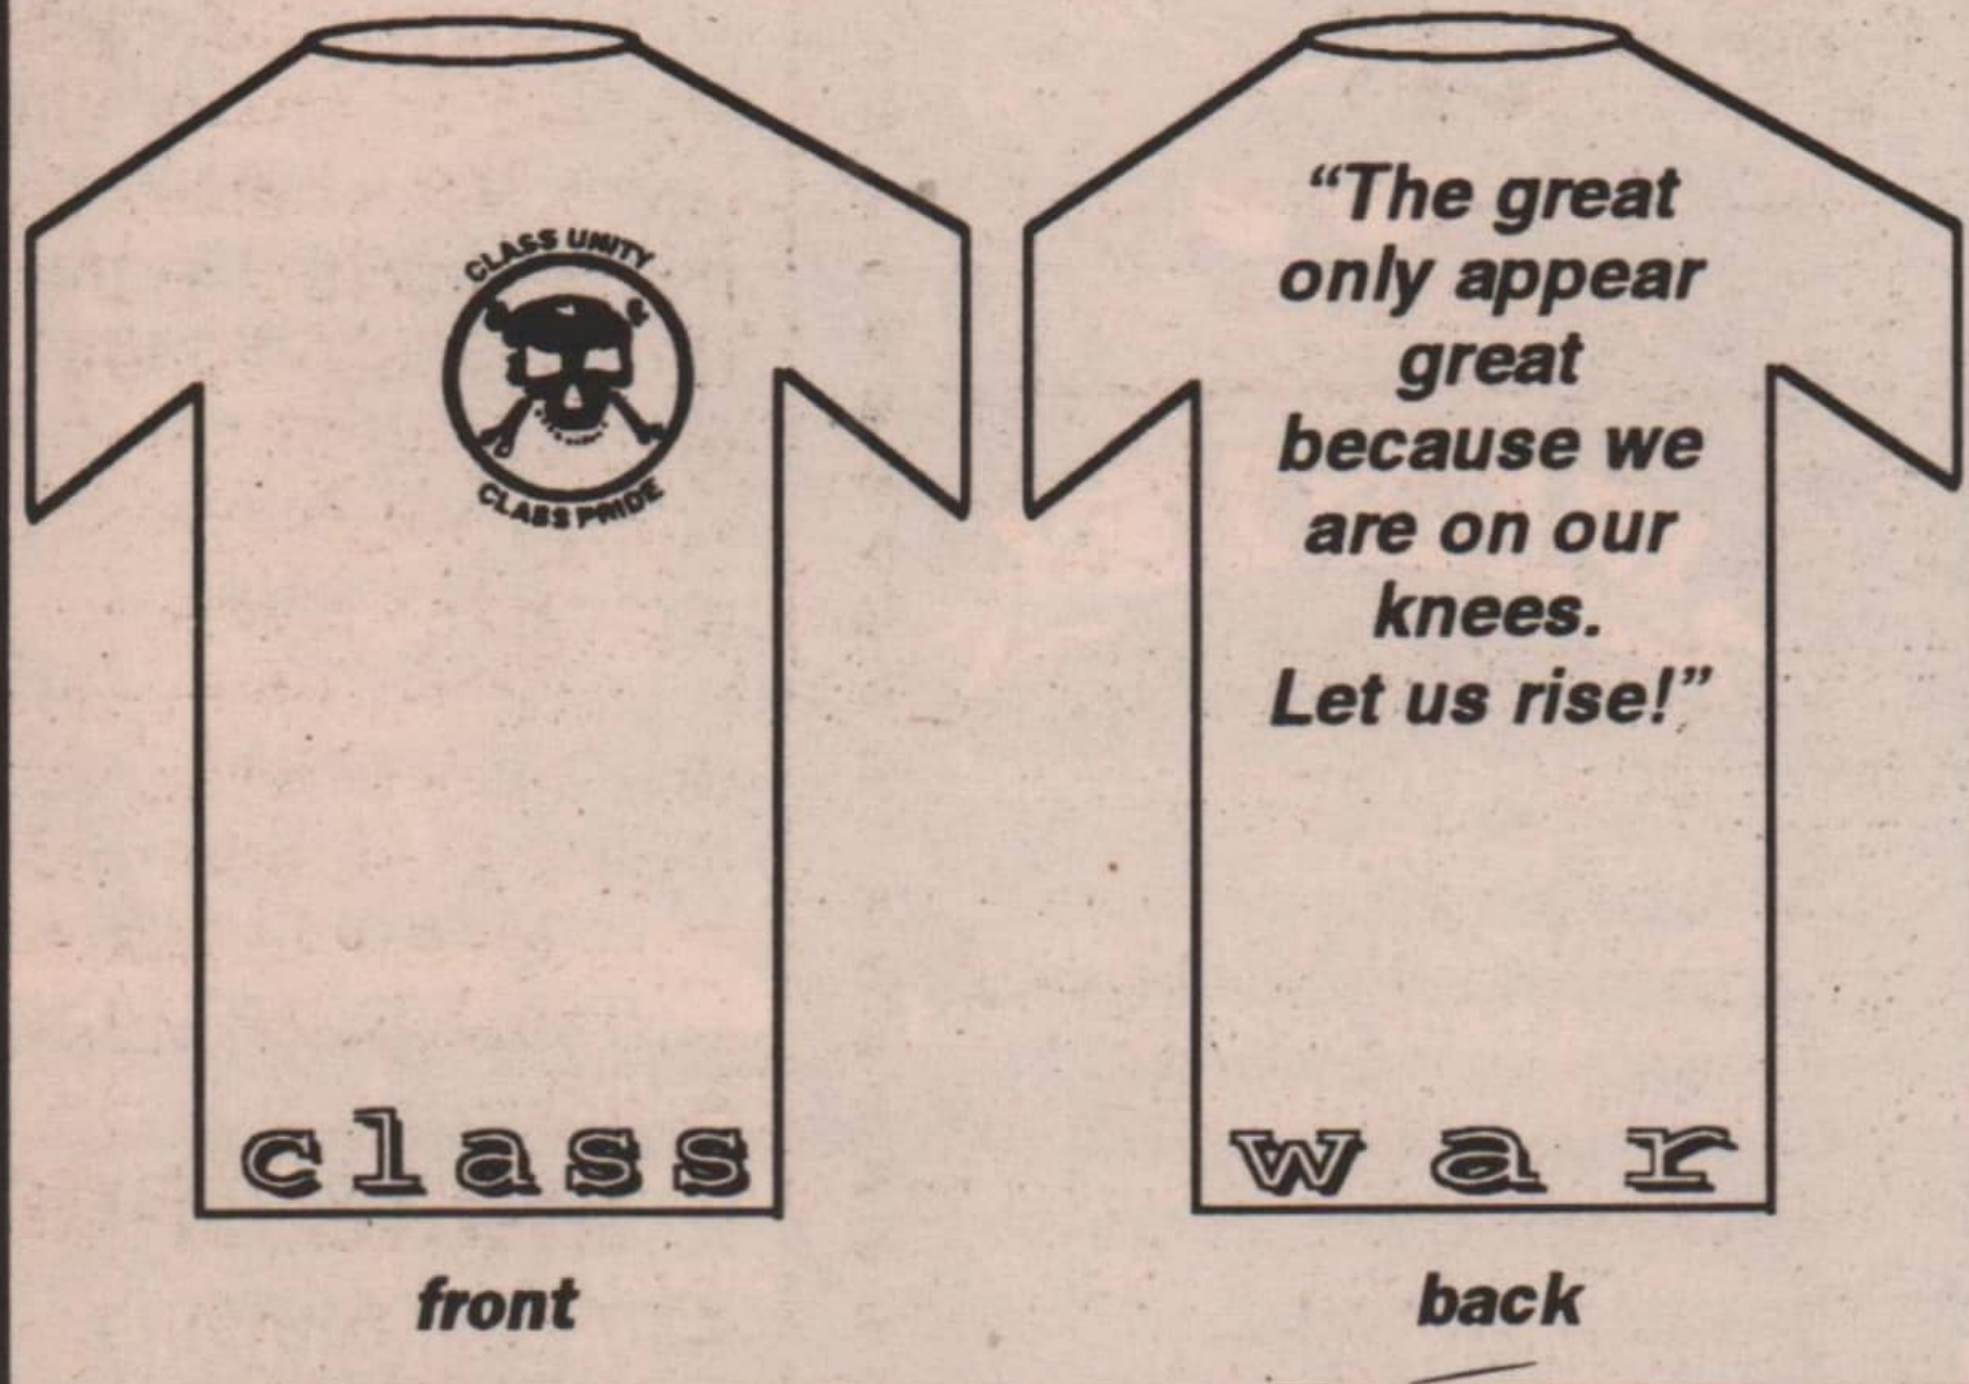 CLASS UNITY
CLASS PRIDE
class
front
“The great
only appear
great
because we
are on our
knees.
Let us rise!”
war
back